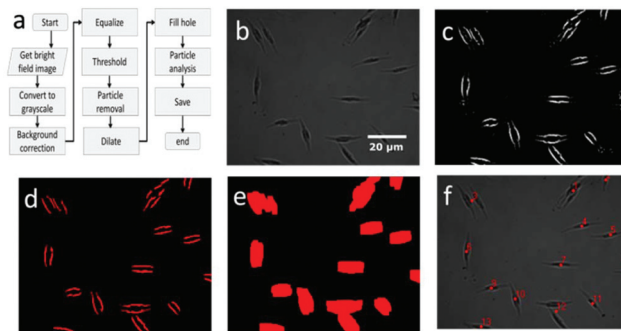 a
Start
Get bright
field image
Convert to
grayscale
Background
correction
Equalize
Threshold
Particle
removal
Dilate
Fill hole
Particle
analysis
Save
end
b
20 µm
c
d
e
f